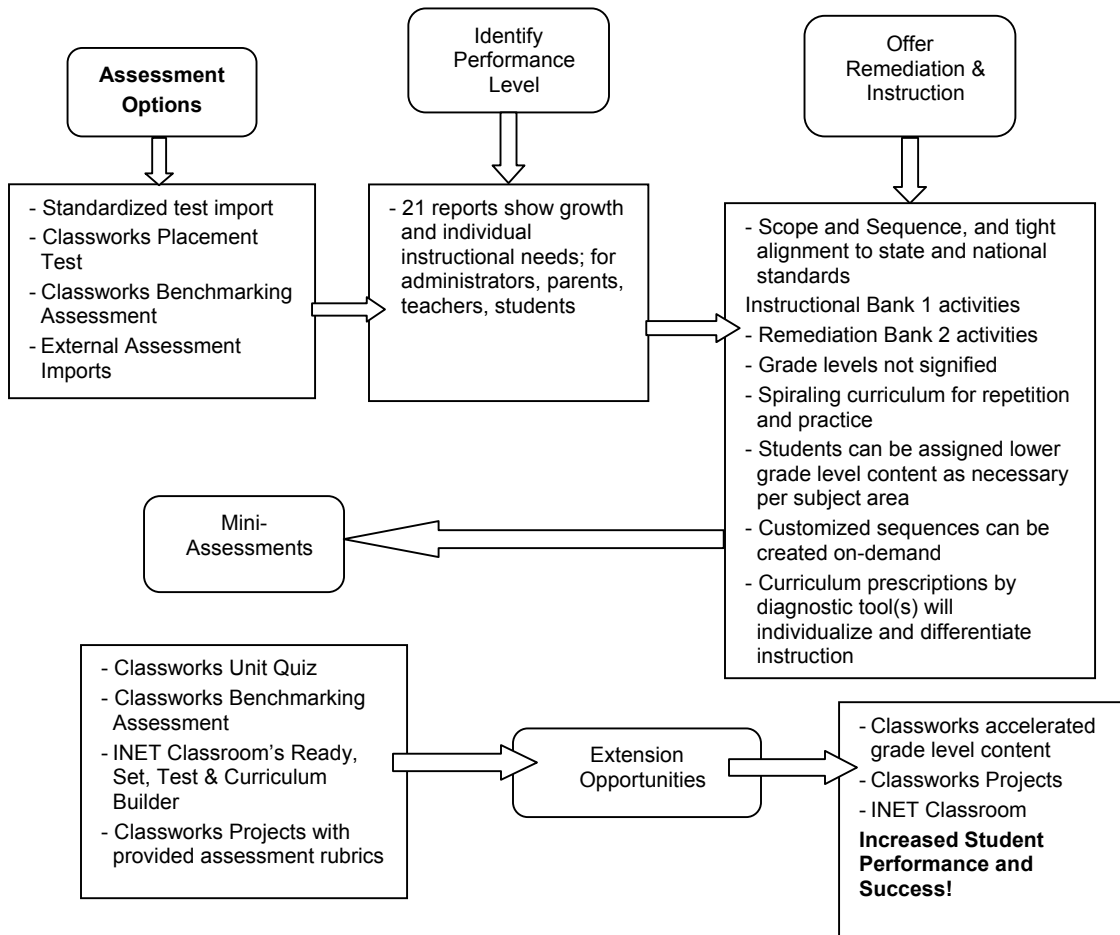 Assessment
Options
Identify
Performance
Level
Offer
Remediation &
Instruction
- Standardized test import
- Classworks Placement
Test
- Classworks Benchmarking
Assessment
- External Assessment
Imports
- 21 reports show growth
and individual
instructional needs; for
administrators, parents,
teachers, students
- Scope and Sequence, and tight
alignment to state and national
standards
Instructional Bank 1 activities
- Remediation Bank 2 activities
- Grade levels not signified
- Spiraling curriculum for repetition
and practice
- Students can be assigned lower
grade level content as necessary
per subject area
- Customized sequences can be
created on-demand
- Curriculum prescriptions by
diagnostic tool(s) will
individualize and differentiate
instruction
Mini-
Assessments
- Classworks Unit Quiz
- Classworks Benchmarking
Assessment
- INET Classroom’s Ready,
Set, Test & Curriculum
Builder
- Classworks Projects with
provided assessment rubrics
Extension
Opportunities
- Classworks accelerated
grade level content
- Classworks Projects
- INET Classroom
Increased Student
Performance and
Success!